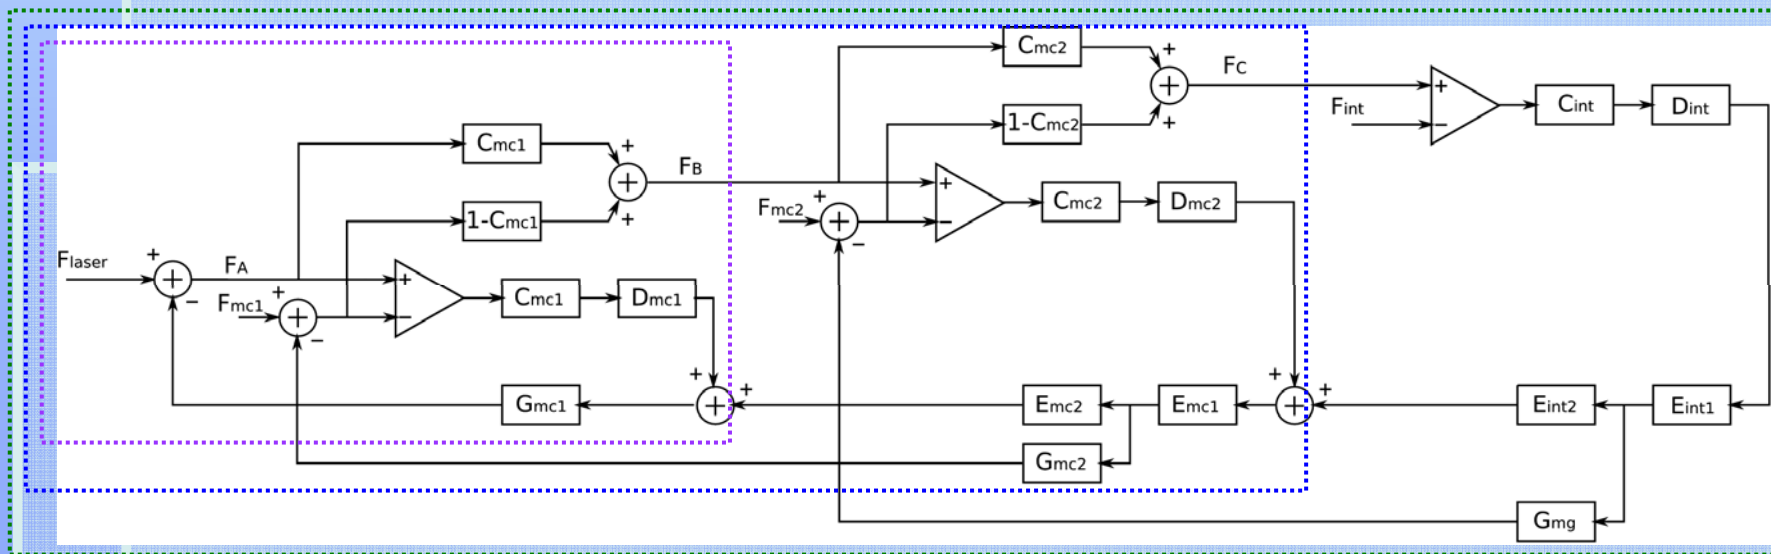 Cmc2
+
FC
Fint
+
−
Cint
Dint
1-Cmc2
+
Cmc1
+
FB
+
−
Cmc2
Dmc2
Fmc2
+
−
1-Cmc1
+
Flaser
+
−
FA
Fmc1
+
−
+
−
Cmc1
Dmc1
+
+
+
+
Gmc1
Emc2
Emc1
Eint2
Eint1
Gmc2
Gmg